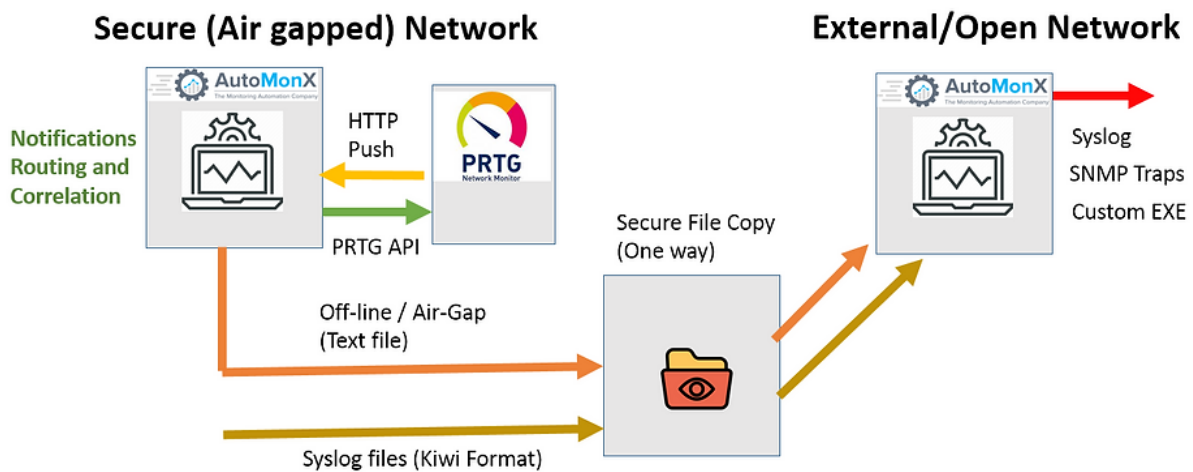 Secure (Air gapped) Network
External/Open Network
AutoMonX
The Monitoring Automation Company
Notifications
Routing and
Correlation
HTTP
Push
PRTG
Network Monitor
PRTG API
AutoMonX
The Monitoring Automation Company
Syslog
SNMP Traps
Custom EXE
Secure File Copy
(One way)
Off-line / Air-Gap
(Text file)
Syslog files (Kiwi Format)